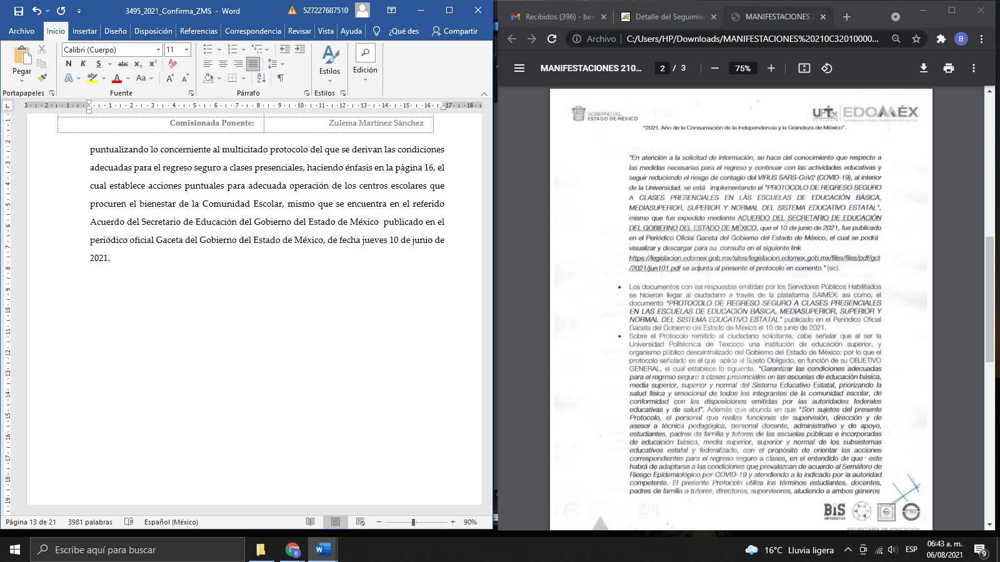 3495_2021_Confirma_ZMS - Word
527227687510
Archivo Inicio Insertar Diseño Disposición Referencias Correspondencia Revisar Vista Ayuda ¿Qué des Compartir
Calibri (Cuerpo) 11
Pegar
N K S abc x₂ x²
A aby A Aa A A
Estilos
Edición
Portapapeles Fuente Párrafo Estilos
3 2 1 1 2 3 4 5 6 7 8 9 10 11 12 13 14 15 16 17 18
Comisionada Ponente: Zulema Martínez Sánchez
puntualizando lo concerniente al multicitado protocolo del que se derivan las condiciones
adecuadas para el regreso seguro a clases presenciales, haciendo énfasis en la página 16, el
cual establece acciones puntuales para adecuada operación de los centros escolares que
procuren el bienestar de la Comunidad Escolar, mismo que se encuentra en el referido
Acuerdo del Secretario de Educación del Gobierno del Estado de México publicado en el
periódico oficial Gaceta del Gobierno del Estado de México, de fecha jueves 10 de junio de
2021.
Página 13 de 21 3981 palabras Español (México) 90%
Recibidos (396) - ber Detalle del Seguimie MANIFESTACIONES 2
Archivo C:/Users/HP/Downloads/MANIFESTACIONES%20210C32010000... B
MANIFESTACIONES 210... 2 / 3 75%
GOBIERNO DEL
ESTADO DE MÉXICO
EDOMÉX
"2021. Año de la Consumación de la Independencia y la Grandeza de México".
"En atención a la solicitud de información, se hace del conocimiento que respecto a
las medidas necesarias para el regreso y continuar con las actividades educativas y
seguir reduciendo el riesgo de contagio del VIRUS SARS-CoV2 (COVID-19), al interior
de la Universidad, se está implementando el "PROTOCOLO DE REGRESO SEGURO
A CLASES PRESENCIALES EN LAS ESCUELAS DE EDUCACIÓN BÁSICA,
MEDIASUPERIOR, SUPERIOR Y NORMAL DEL SISTEMA EDUCATIVO ESTATAL",
mismo que fue expedido mediante ACUERDO DEL SECRETARIO DE EDUCACIÓN
DEL GOBIERNO DEL ESTADO DE MÉXICO, que el 10 de junio de 2021, fue publicado
en el Periódico Oficial Gaceta del Gobierno del Estado de México, el cual se podrá
visualizar y descargar para su consulta en el siguiente link
https://legislacion.edomex.gob.mx/sites/legislacion.edomex.gob.mx/files/files/pdf/gct
/2021/jun101.pdf se adjunta al presente el protocolo en comento." (sic).
• Los documentos con las respuestas emitidas por los Servidores Públicos Habilitados
se hicieron llegar al ciudadano a través de la plataforma SAIMEX; así como, el
documento "PROTOCOLO DE REGRESO SEGURO A CLASES PRESENCIALES
EN LAS ESCUELAS DE EDUCACIÓN BÁSICA, MEDIASUPERIOR, SUPERIOR Y
NORMAL DEL SISTEMA EDUCATIVO ESTATAL" publicado en el Periódico Oficial
Gaceta del Gobierno del Estado de México el 10 de junio de 2021.
• Sobre el Protocolo remitido al ciudadano solicitante, cabe señalar que al ser la
Universidad Politécnica de Texcoco una institución de educación superior, y
organismo público descentralizado del Gobierno del Estado de México; por lo que el
protocolo señalado es el que aplica al Sujeto Obligado, en función de su OBJETIVO
GENERAL, el cual establece lo siguiente, "Garantizar las condiciones adecuadas
para el regreso seguro a clases presenciales en las escuelas de educación básica,
media superior, superior y normal del Sistema Educativo Estatal, priorizando la
salud física y emocional de todos los integrantes de la comunidad escolar, de
conformidad con las disposiciones emitidas por las autoridades federales
educativas y de salud". Además que abunda en que "Son sujetos del presente
Protocolo, el personal que realiza funciones de supervisión, dirección y de
asesor a técnica pedagógica, personal docente, administrativo y de apoyo,
estudiantes, padres de familia y tutores de las escuelas públicas e incorporadas
de educación básica, media superior, superior y normal de los subsistemas
educativos estatal y federalizado, con el propósito de orientar las acciones
correspondientes para el regreso seguro a clases, en el entendido de que este
habrá de adaptarse a las condiciones que prevalezcan de acuerdo al Semáforo de
Riesgo Epidemiológico por COVID-19 y atendiendo a lo indicado por la autoridad
competente. El presente Protocolo utiliza los términos estudiantes, docentes,
padres de familia o tutores, directores, supervisores, aludiendo a ambos géneros
BIS
UNIVERSITIES
SECRETARÍA DE EDUCACIÓN
Escribe aquí para buscar
16°C Lluvia ligera ESP 06:43 a. m.
06/08/2021 9